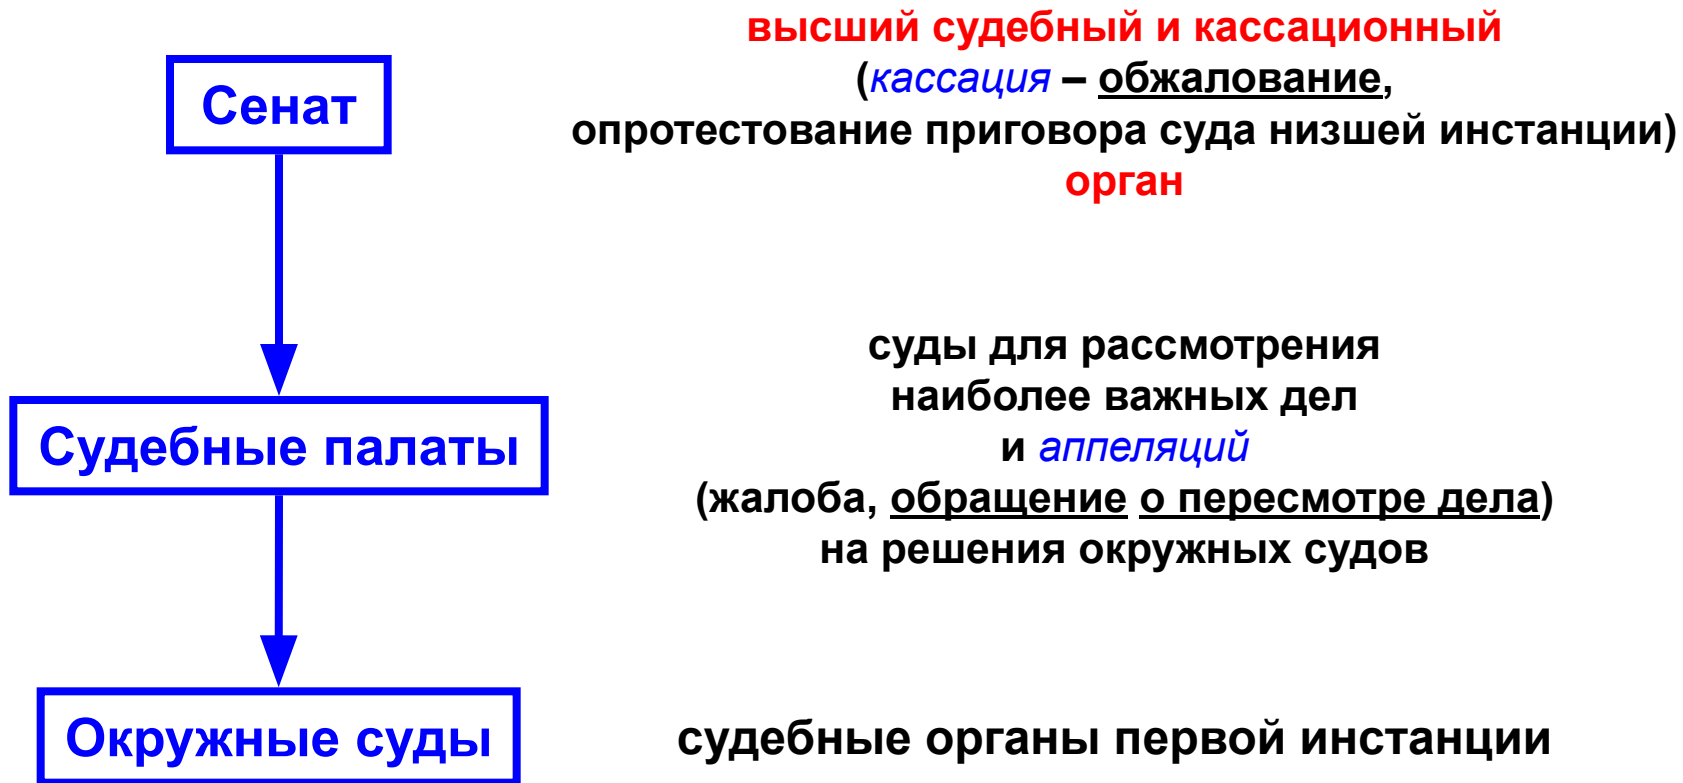 Сенат
высший судебный и кассационный
(кассация – обжалование,
опротестование приговора суда низшей инстанции)
орган
Судебные палаты
суды для рассмотрения
наиболее важных дел
и аппеляций
(жалоба, обращение о пересмотре дела)
на решения окружных судов
Окружные суды
судебные органы первой инстанции